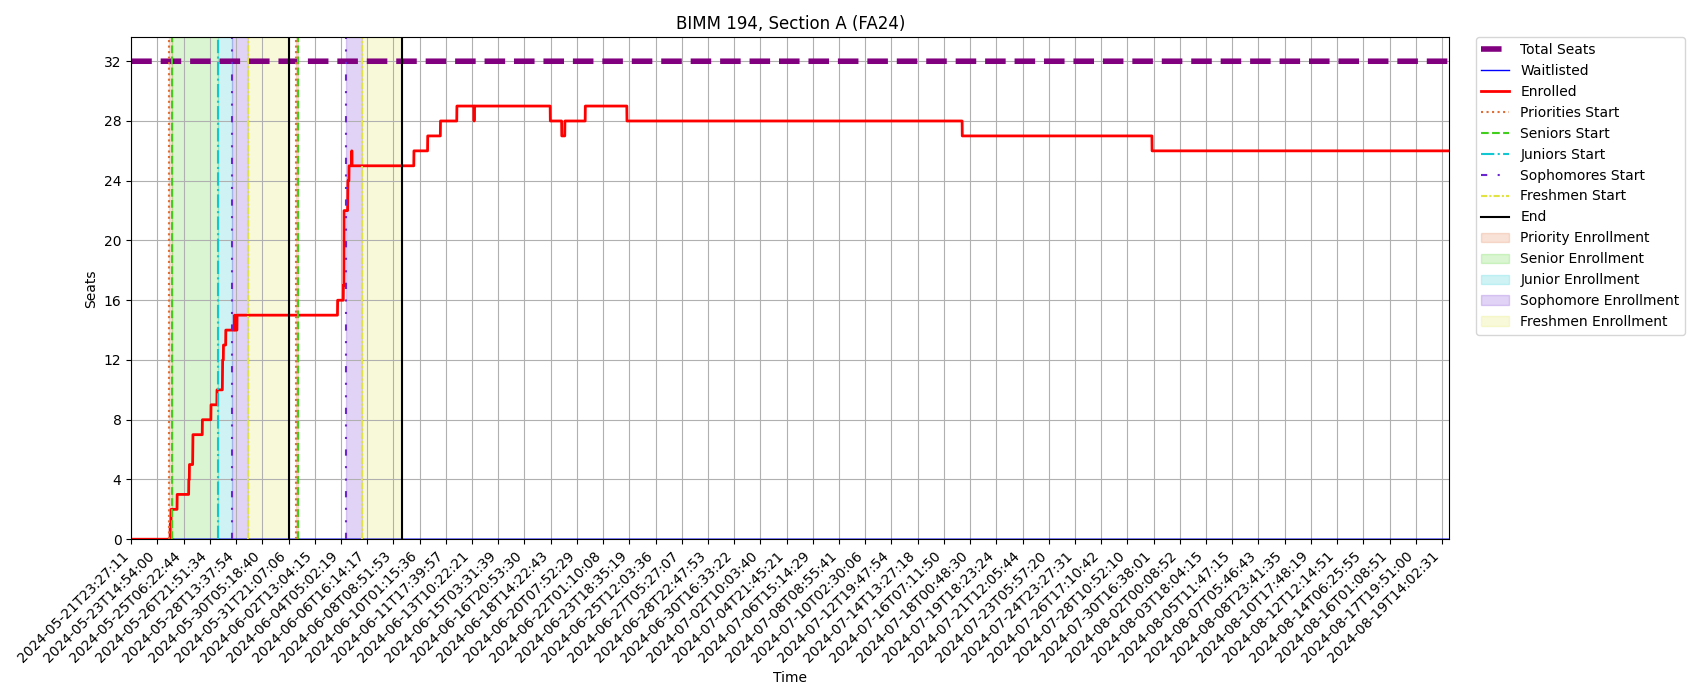 BIMM 194, Section A (FA24)
Total Seats
Waitlisted
Enrolled
Priorities Start
Seniors Start
Juniors Start
Sophomores Start
Freshmen Start
End
Priority Enrollment
Senior Enrollment
Junior Enrollment
Sophomore Enrollment
Freshmen Enrollment
Seats
32
28
24
20
16
12
8
4
0
2024-05-21T23:27:11
2024-05-23T14:54:00
2024-05-25T06:22:44
2024-05-26T21:51:34
2024-05-28T13:37:54
2024-05-30T05:18:40
2024-05-31T21:07:06
2024-06-02T13:04:15
2024-06-04T05:02:19
2024-06-06T16:14:17
2024-06-08T08:51:53
2024-06-10T01:15:36
2024-06-11T17:39:57
2024-06-13T10:22:21
2024-06-15T03:31:39
2024-06-16T20:53:30
2024-06-18T14:22:43
2024-06-20T07:52:29
2024-06-22T01:10:08
2024-06-23T18:35:19
2024-06-25T12:03:36
2024-06-27T05:27:07
2024-06-28T22:47:53
2024-06-30T16:33:22
2024-07-02T10:03:40
2024-07-04T21:45:21
2024-07-06T15:14:29
2024-07-08T08:55:41
2024-07-10T02:30:06
2024-07-12T19:47:54
2024-07-14T13:27:18
2024-07-16T07:11:50
2024-07-18T00:48:30
2024-07-19T18:23:24
2024-07-21T12:05:44
2024-07-23T05:57:20
2024-07-24T23:27:31
2024-07-26T17:10:42
2024-07-28T10:52:10
2024-07-30T16:38:01
2024-08-02T00:08:52
2024-08-03T18:04:15
2024-08-05T11:47:15
2024-08-07T05:46:43
2024-08-08T23:41:35
2024-08-10T17:48:19
2024-08-12T12:14:51
2024-08-14T06:25:55
2024-08-16T01:08:51
2024-08-17T19:51:00
2024-08-19T14:02:31
Time